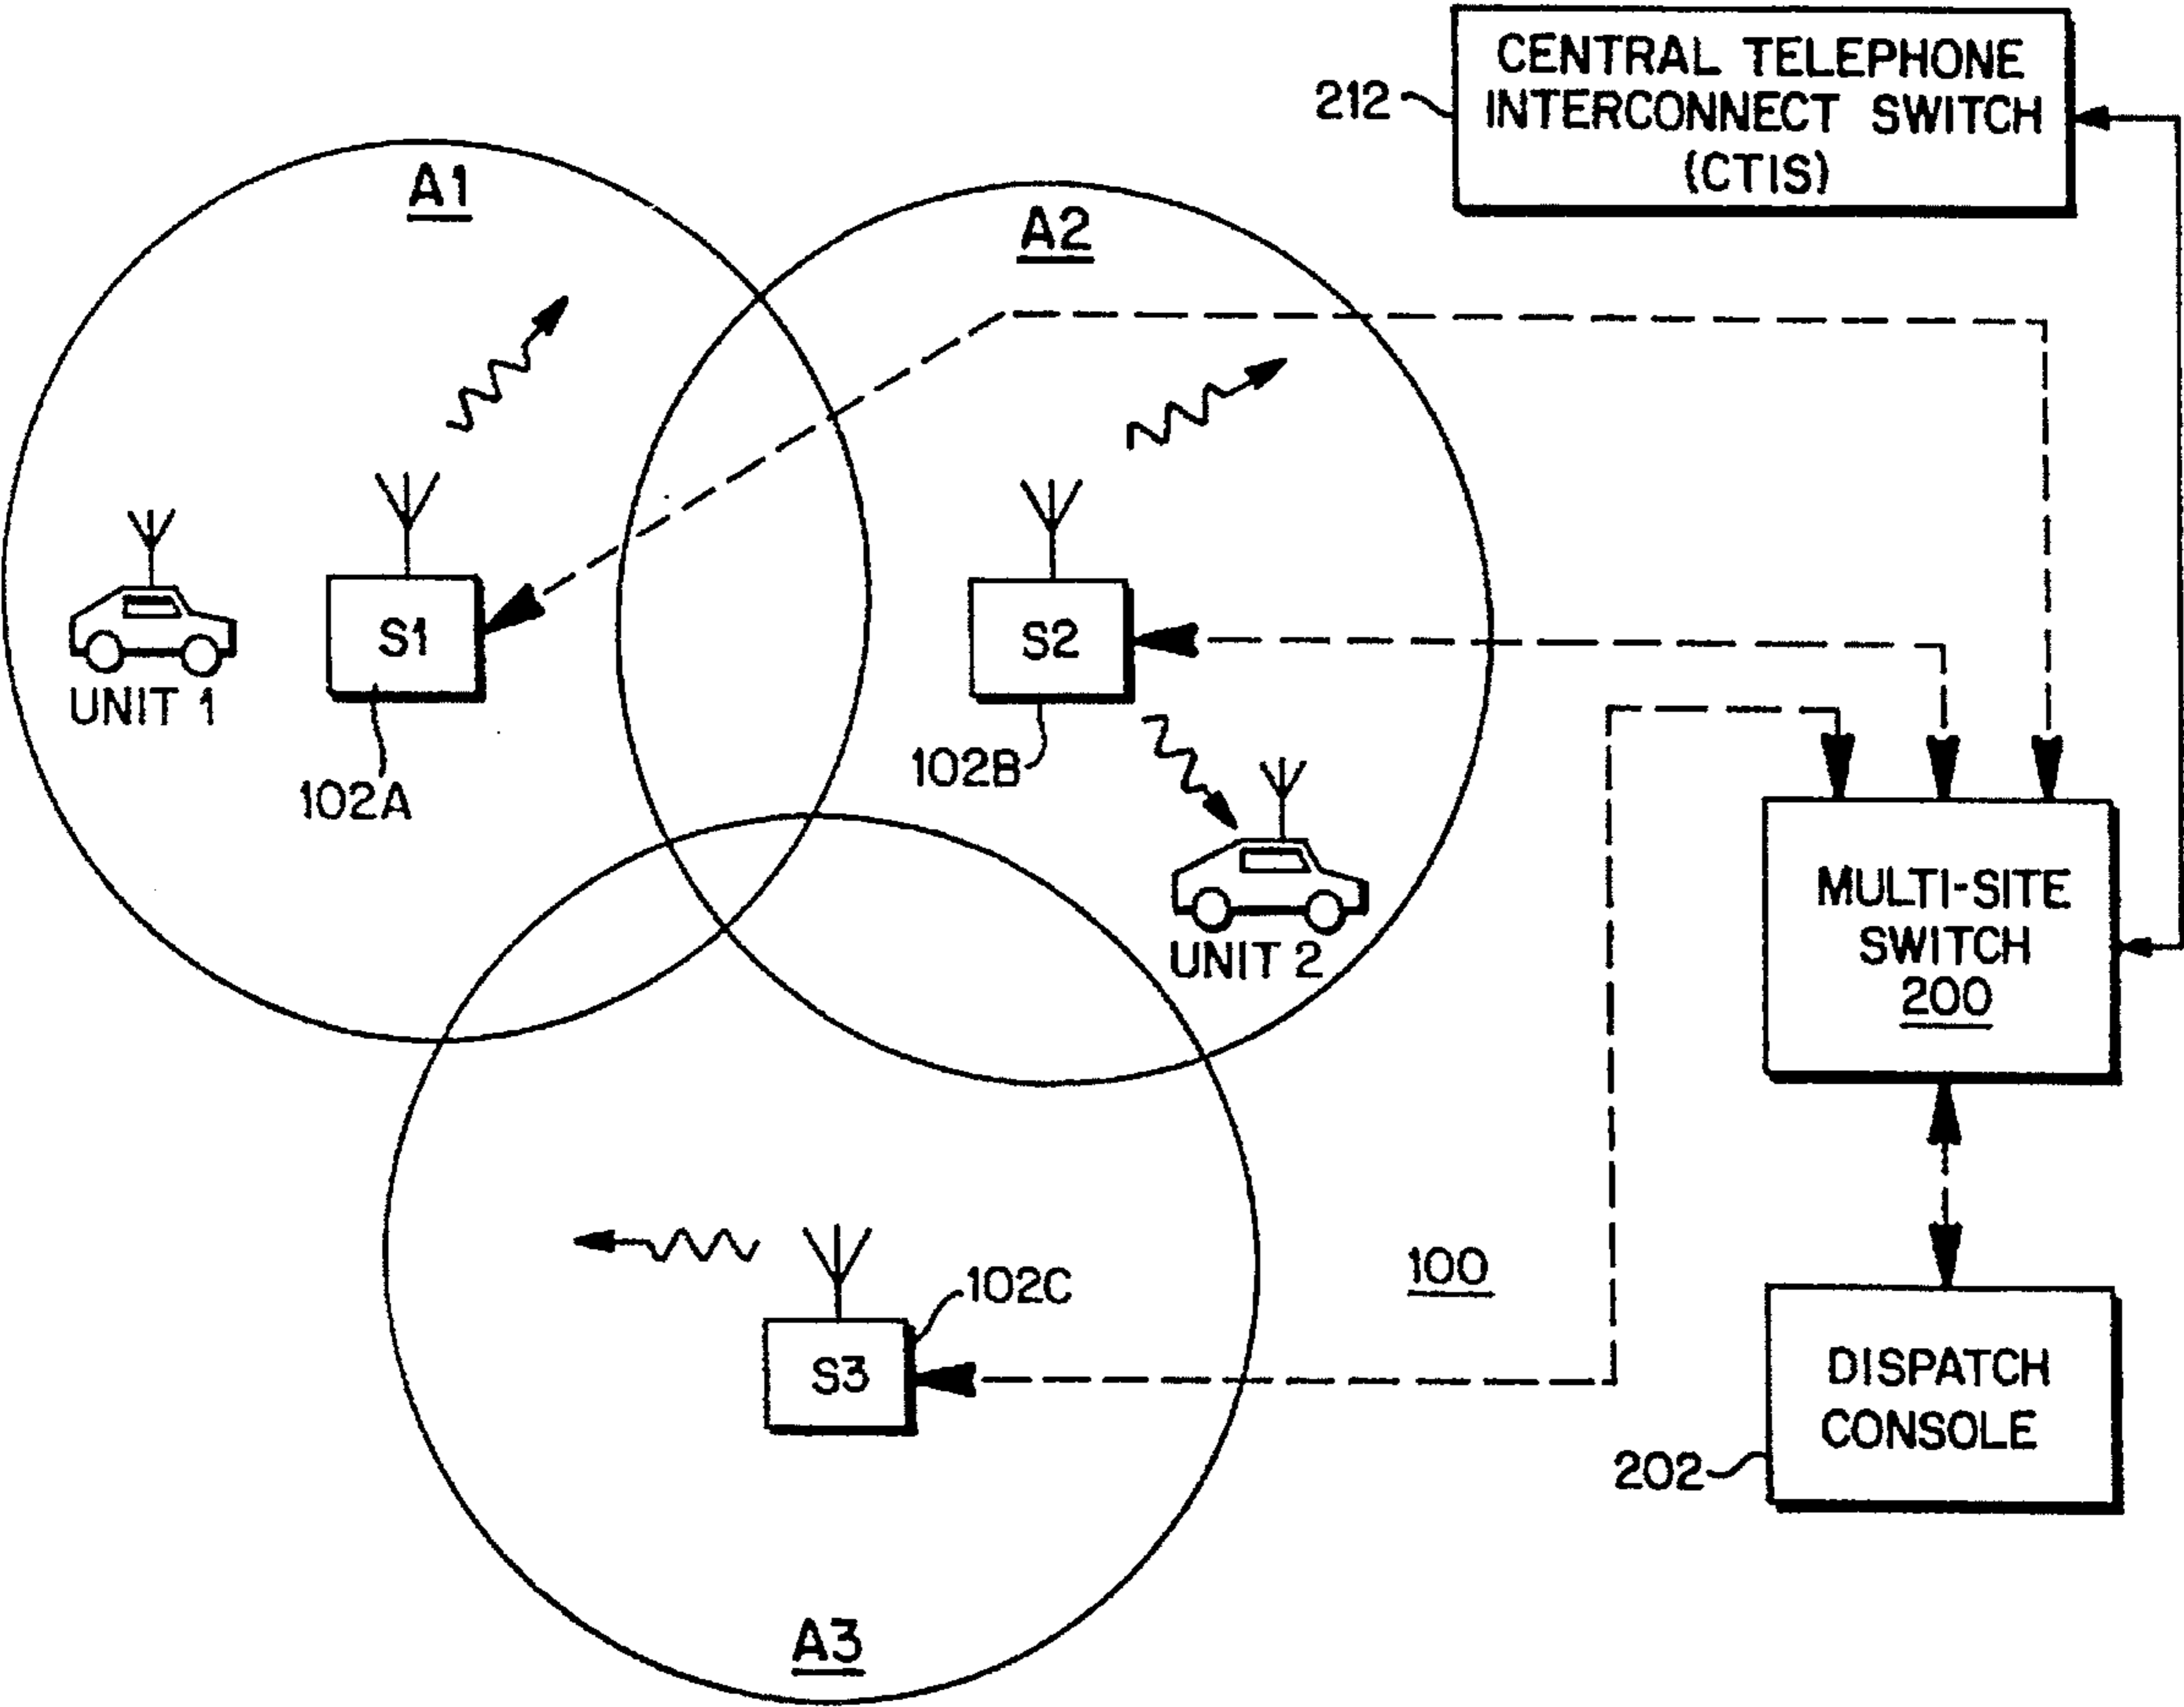 CENTRAL TELEPHONE
INTERCONNECT SWITCH
(CTIS)
212
A1
A2
S1
S2
UNIT 1
102A
102B
UNIT 2
MULTI-SITE
SWITCH
200
100
102C
S3
DISPATCH
CONSOLE
202
A3